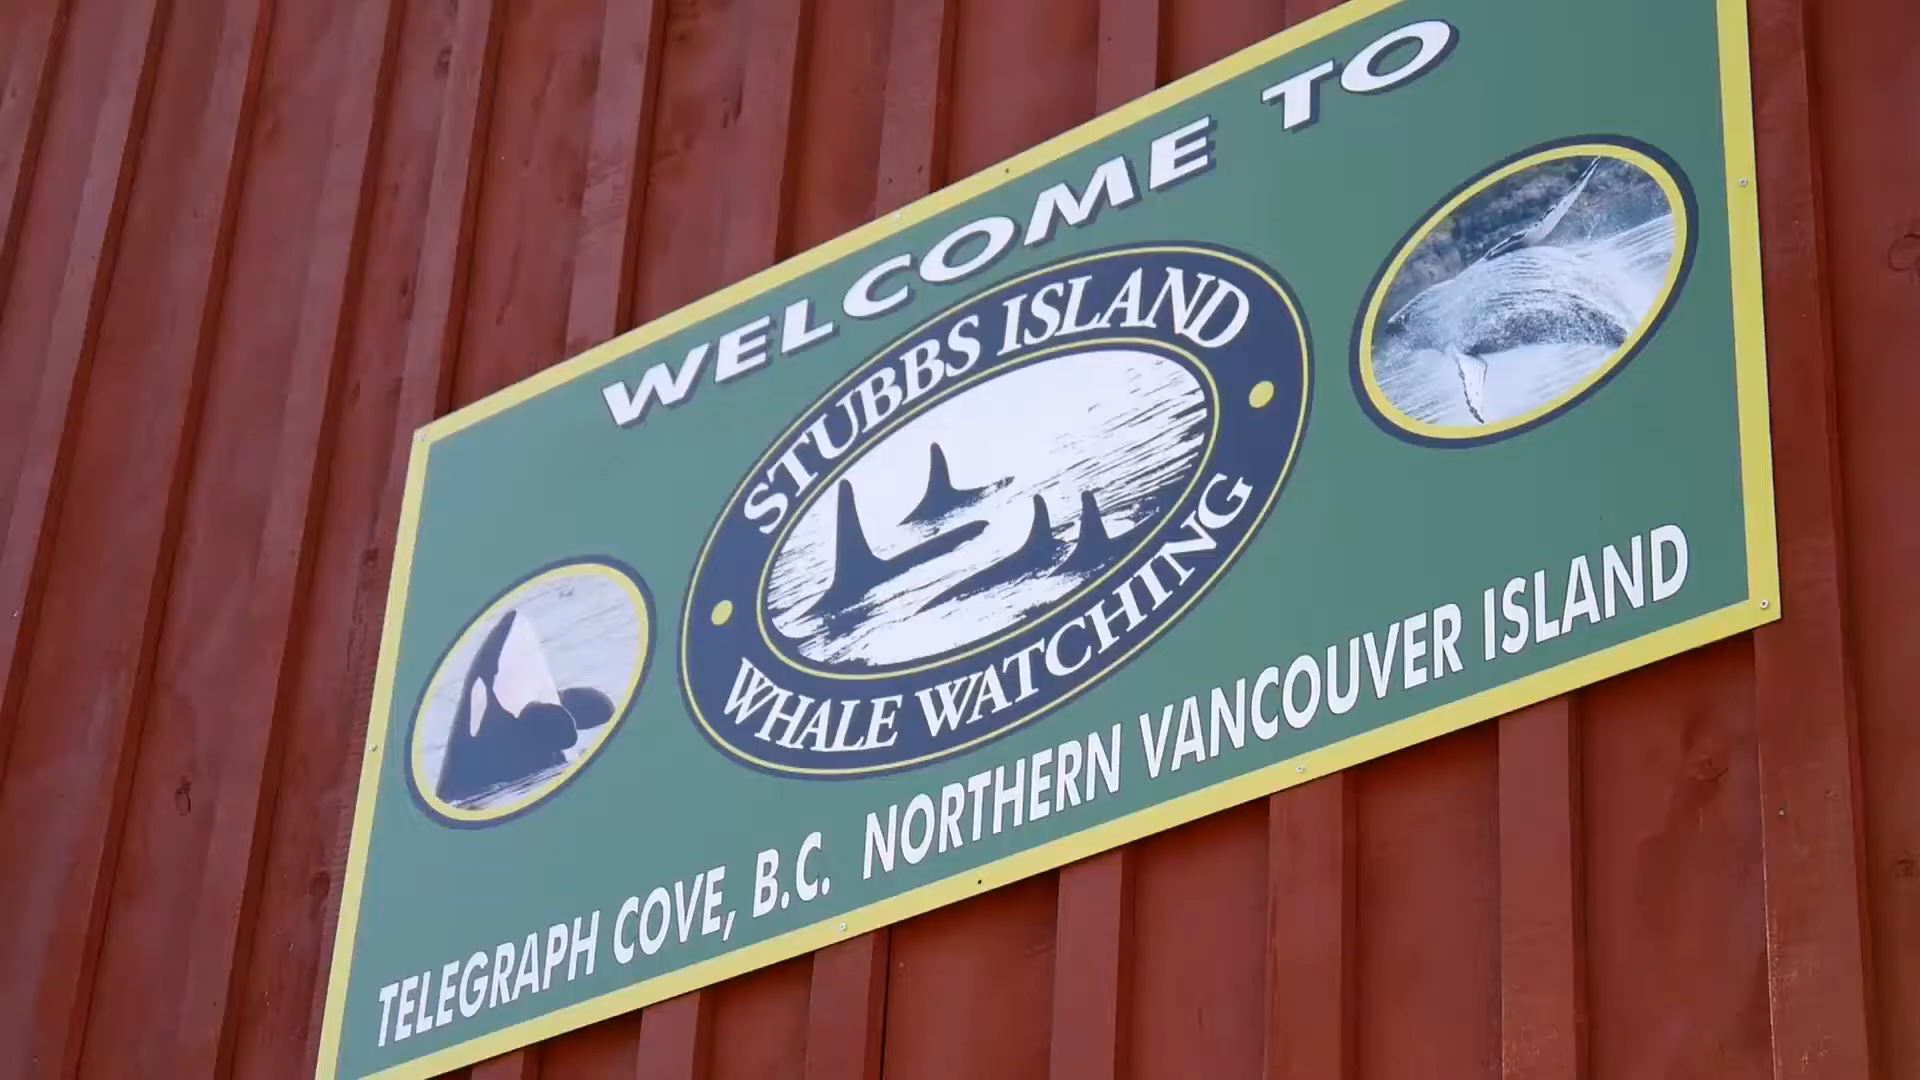 WELCOME TO
STUBBS ISLAND
WHALE WATCHING
TELEGRAPH COVE, B.C. NORTHERN VANCOUVER ISLAND